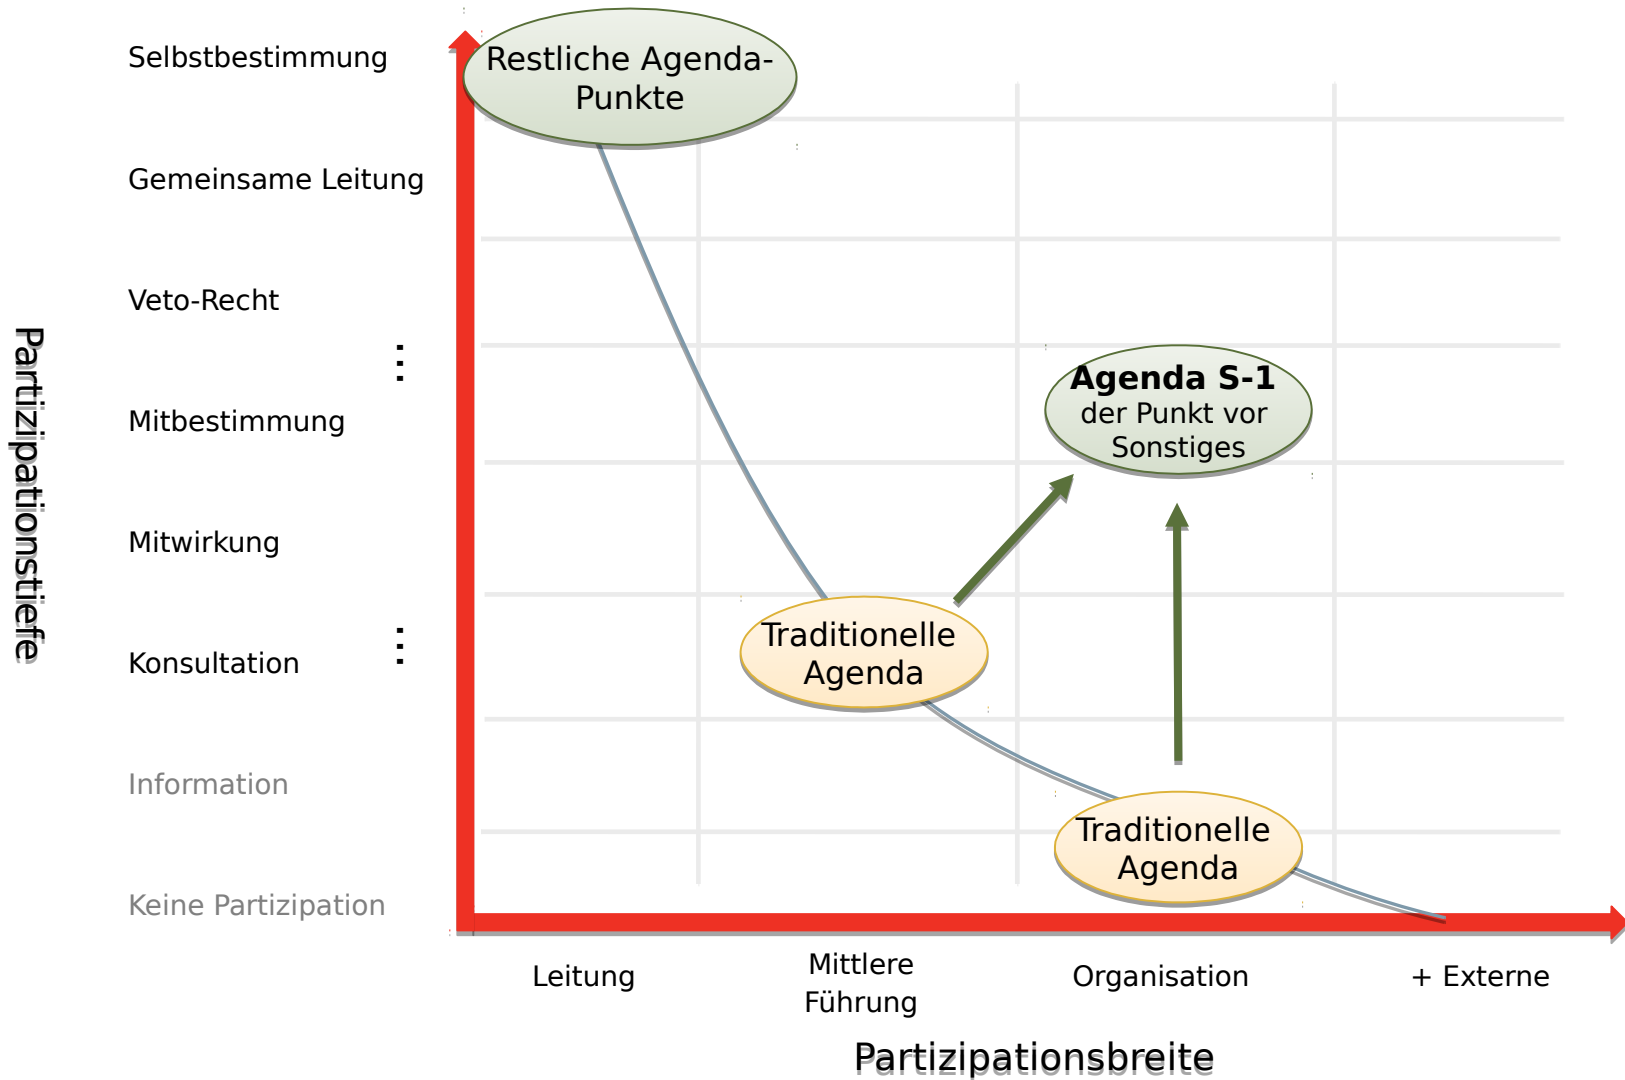 Selbstbestimmung
Restliche Agenda-
Punkte
Gemeinsame Leitung
Veto-Recht
...
Agenda S-1
der Punkt vor
Sonstiges
Mitbestimmung
Partizipationstiefe
Mitwirkung
Konsultation
...
Traditionelle
Agenda
Information
Traditionelle
Agenda
Keine Partizipation
Leitung
Mittlere
Führung
Organisation
+ Externe
Partizipationsbreite